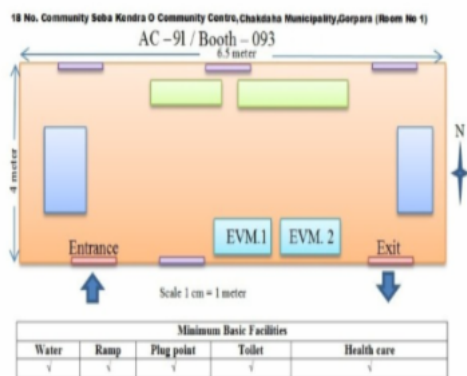 18 No. Community Seba Kendra O Community Centre,Chakdaha Municipality,Gorpara (Room No 1)
AC -91 / Booth - 093
6.5 meter
4 meter
N
EVM.1 EVM. 2
Entrance Exit
Scale 1 cm = 1 meter
Minimum Basic Facilities
Water Ramp Plug point Toilet Health care
√ √ √ √ √